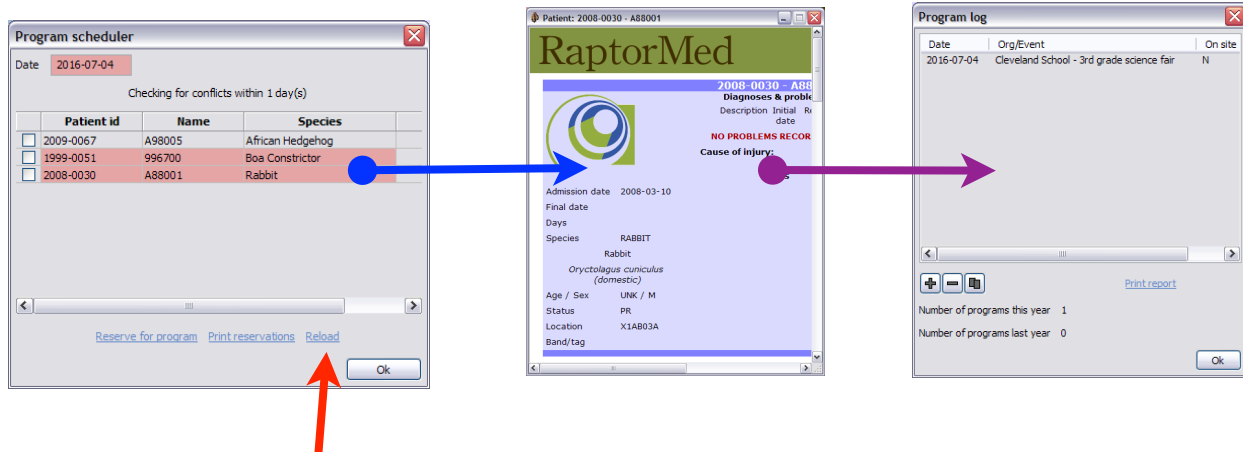 Program scheduler
Date 2016-07-04
Checking for conflicts within 1 day(s)
Patient id Name Species
2009-0067 A98005 African Hedgehog
1999-0051 996700 Boa Constrictor
2008-0030 A88001 Rabbit
Reserve for program Print reservations Reload
Ok
Patient: 2008-0030 - A88001
RaptorMed
2008-0030 - A88
Diagnoses & proble
Description Initial
date
NO PROBLEMS RECOR
Cause of injury:
Admission date 2008-03-10
Final date
Days
Species RABBIT
Rabbit
Oryctolagus cuniculus
(domestic)
Age / Sex UNK / M
Status PR
Location X1AB03A
Band/tag
Program log
Date Org/Event On site
2016-07-04 Cleveland School - 3rd grade science fair N
Print report
Number of programs this year 1
Number of programs last year 0
Ok